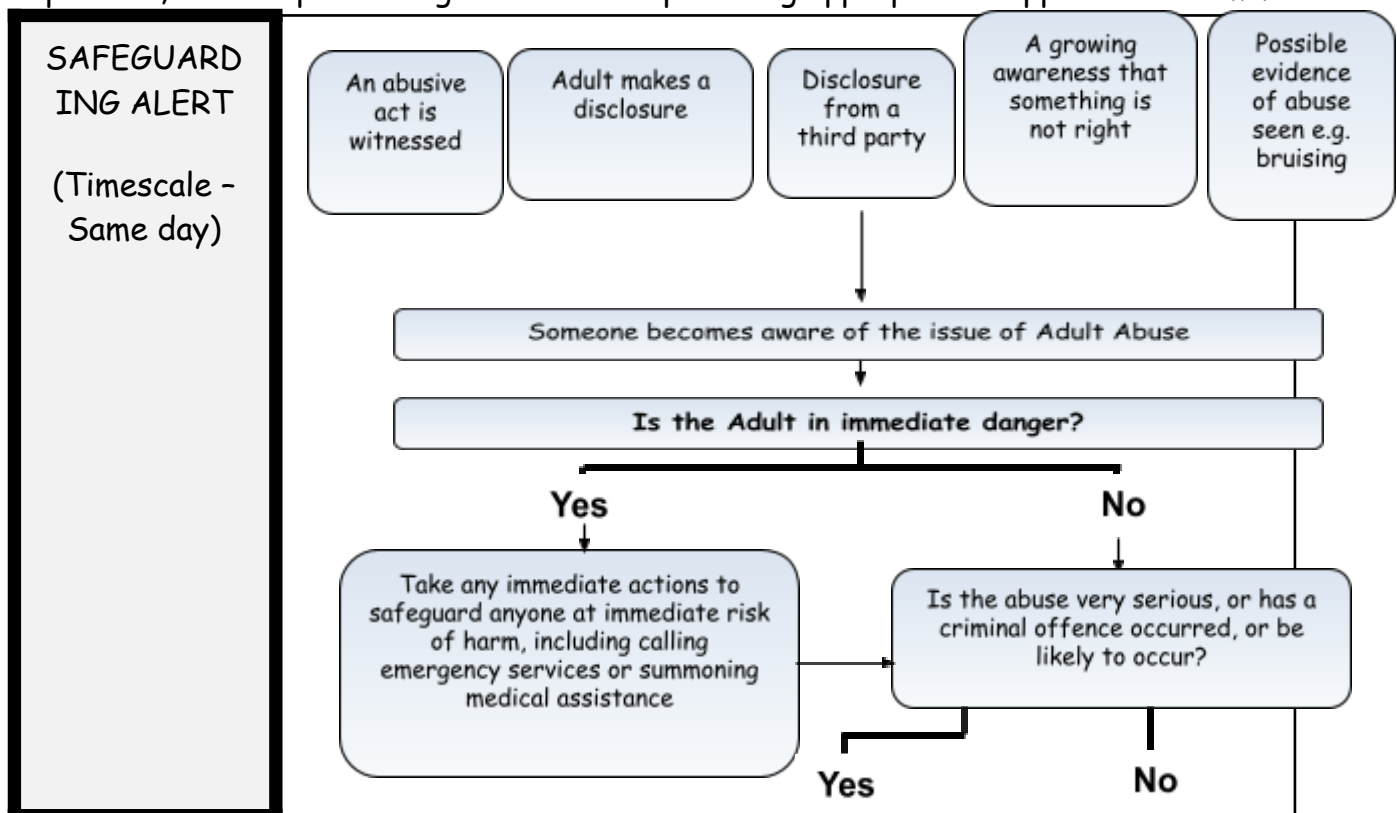 SAFEGUARD
ING ALERT
(Timescale –
Same day)
An abusive
act is
witnessed
Adult makes a
disclosure
Disclosure
from a
third party
A growing
awareness that
something is
not right
Possible
evidence
of abuse
seen e.g.
bruising
Someone becomes aware of the issue of Adult Abuse
Is the Adult in immediate danger?
Yes
No
Take any immediate actions to
safeguard anyone at immediate risk
of harm, including calling
emergency services or summoning
medical assistance
Is the abuse very serious, or has a
criminal offence occurred, or be
likely to occur?
Yes
No